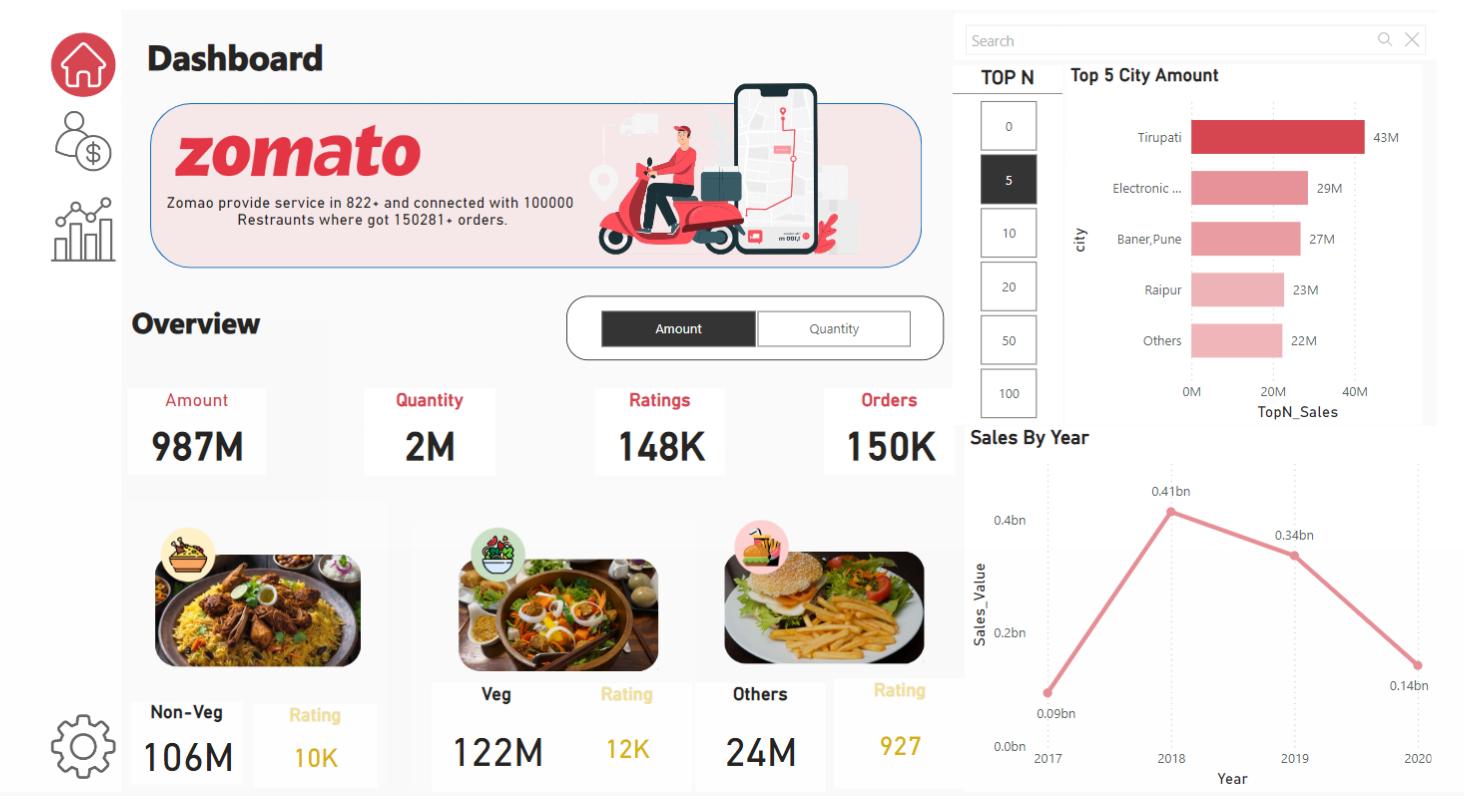 Dashboard
zomato
Zomao provide service in 822+ and connected with 100000
Restraunts where got 150281+ orders.
Overview
Amount
Quantity
Amount
987M
Quantity
2M
Ratings
148K
Orders
150K
Non-Veg
106M
Rating
10K
Veg
122M
Rating
12K
Others
24M
Rating
927
Search
TOP N
0
5
10
20
50
100
Top 5 City Amount
city
Tirupati
43M
Electronic ...
29M
Baner,Pune
27M
Raipur
23M
Others
22M
0M
20M
40M
TopN_Sales
Sales By Year
Sales_Value
0.4bn
0.2bn
0.0bn
0.09bn
0.41bn
0.34bn
0.14bn
2017
2018
2019
2020
Year